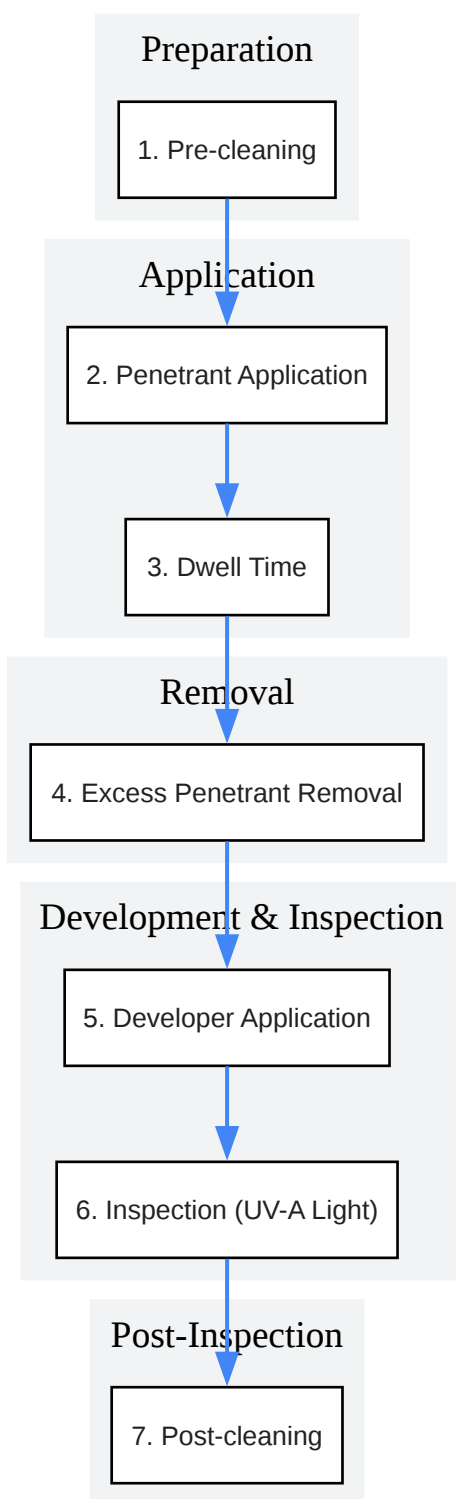 Preparation
1. Pre-cleaning
Application
2. Penetrant Application
3. Dwell Time
Removal
4. Excess Penetrant Removal
Development & Inspection
5. Developer Application
6. Inspection (UV-A Light)
Post-Inspection
7. Post-cleaning